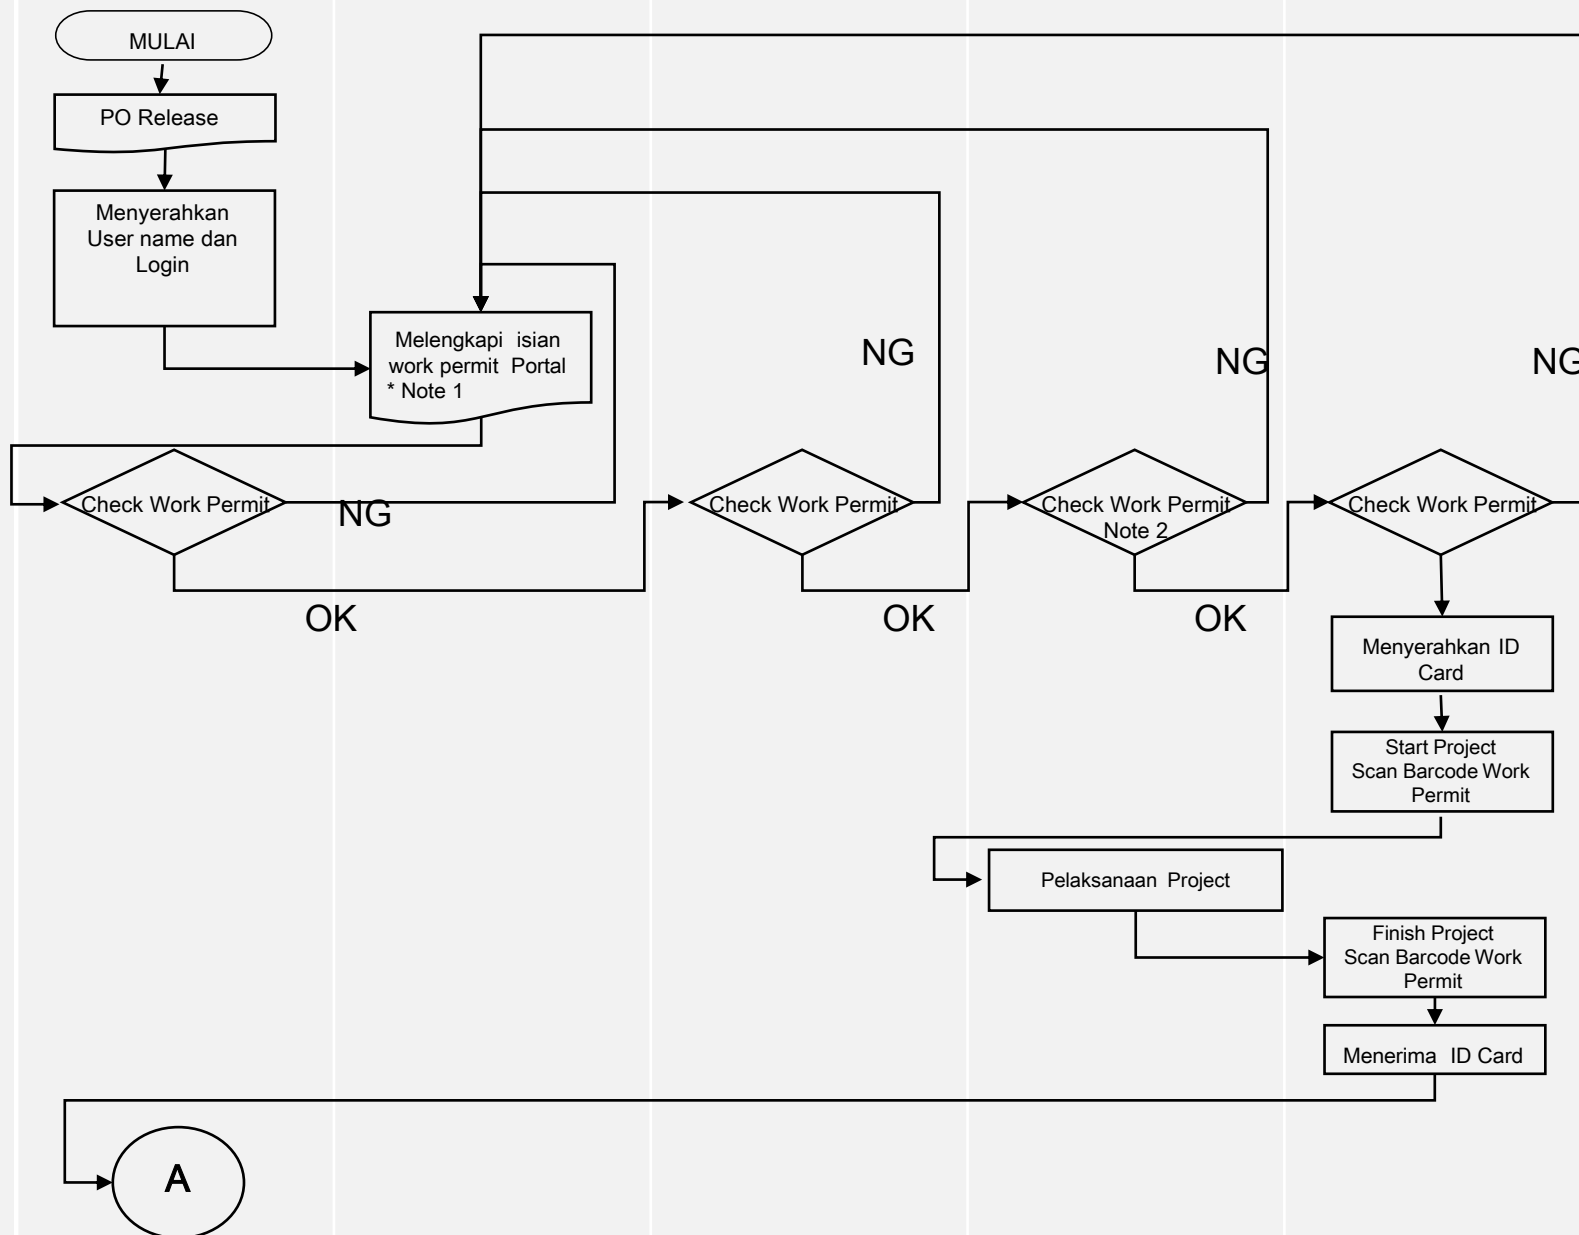 MULAI
PO Release
Menyerahkan
User name dan
Login
Melengkapi isian
work permit Portal
* Note 1
NG
NG
NG
Check Work Permit
NG
Check Work Permit
Check Work Permit
Note 2
Check Work Permit
OK
OK
OK
Menyerahkan ID
Card
Start Project
Scan Barcode Work
Permit
Pelaksanaan Project
Finish Project
Scan Barcode Work
Permit
Menerima ID Card
A